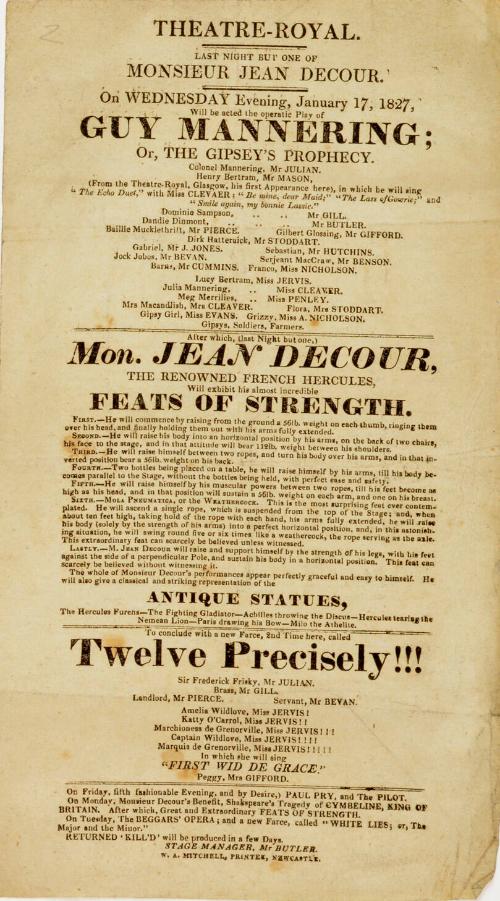 THEATRE-ROYAL.
LAST NIGHT BUT ONE OF
MONSIEUR JEAN DECOUR.
On WEDNESDAY Evening, January 17, 1827,
Will be acted the operatic Play of
GUY MANNERING;
Or, THE GIPSEY'S PROPHECY.
Colonel Mannering, Mr JULIAN.
Henry Bertram, Mr MASON,
(From the Theatre-Royal, Glasgow, his first Appearance here), in which he will sing
"The Echo Duet," with Miss CLEVAER; "Be mine, dear Maid;" "The Lass of Gowrie;" and
"Smile again, my bonnie Lassie."
Dominie Sampson, .. .. Mr GILL.
Dandie Dinmont, .. .. Mr BUTLER.
Baillie Mucklethrift, Mr PIERCE. Gilbert Glossing, Mr GIFFORD.
Dirk Hatteraick, Mr STODDART.
Gabriel, Mr J. JONES. Sebastian, Mr HUTCHINS.
Jock Jabos, Mr BEVAN. Serjeant MacCraw, Mr BENSON.
Barns, Mr CUMMINS. Franco, Miss NICHOLSON.
Lucy Bertram, Miss JERVIS.
Julia Mannering, .. Miss CLEAVER.
Meg Merrilies, .. Miss PENLEY.
Mrs Macandlish, Mrs CLEAVER. Flora, Mrs STODDART.
Gipsy Girl, Miss EVANS. Grizzy, Miss A. NICHOLSON.
Gipsys, Soldiers, Farmers.
After which, (last Night but one,)
Mon. JEAN DECOUR,
THE RENOWNED FRENCH HERCULES,
Will exhibit his almost incredible
FEATS OF STRENGTH.
FIRST.—He will commence by raising from the ground a 56lb. weight on each thumb, ringing them
over his head, and finally holding them out with his arms fully extended.
SECOND.—He will raise his body into an horizontal position by his arms, on the back of two chairs,
his face to the stage, and in that attitude will bear 112lb. weight between his shoulders.
THIRD.—He will raise himself between two ropes, and turn his body over his arms, and in that in-
verted position bear a 56lb. weight on his back.
FOURTH.—Two bottles being placed on a table, he will raise himself by his arms, till his body be-
comes parallel to the Stage, without the bottles being held, with perfect ease and safety.
FIFTH.—He will raise himself by his muscular powers between two ropes, till his feet become as
high as his head, and in that position will sustain a 56lb. weight on each arm, and one on his breast.
SIXTH.—MOLA PNEUMATICA, or the WEATHERCOCK. This is the most surprising feat ever contem-
plated. He will ascend a single rope, which is suspended from the top of the Stage; and, when
about ten feet high, taking hold of the rope with each hand, his arms fully extended, he will raise
his body (solely by the strength of his arms) into a perfect horizontal position, and, in this astonish-
ing situation, he will swing round five or six times like a weathercock, the rope serving as the axle.
This extraordinary feat can scarcely be believed unless witnessed.
LASTLY.—M. JEAN DECOUR will raise and support himself by the strength of his legs, with his feet
against the side of a perpendicular Pole, and sustain his body in a horizontal position. This feat can
scarcely be believed without witnessing it.
The whole of Monsieur Decour's performances appear perfectly graceful and easy to himself. He
will also give a classical and striking representation of the
ANTIQUE STATUES,
The Hercules Furens—The Fighting Gladiator—Achilles throwing the Discus—Hercules tearing the
Nemean Lion—Paris drawing his Bow—Milo the Athelite.
To conclude with a new Farce, 2nd Time here, called
Twelve Precisely!!!
Sir Frederick Frisky, Mr JULIAN.
Brass, Mr GILL.
Landlord, Mr PIERCE. Servant, Mr BEVAN.
Amelia Wildlove, Miss JERVIS!
Katty O'Carrol, Miss JERVIS!!
Marchioness de Grenorville, Miss JERVIS!!!
Captain Wildlove, Miss JERVIS!!!!
Marquis de Grenorville, Miss JERVIS!!!!!
In which she will sing
"FIRST WID DE GRACE."
Peggy, Mrs GIFFORD.
On Friday, fifth fashionable Evening, and by Desire,) PAUL PRY, and The PILOT.
On Monday, Monsieur Decour's Benefit, Shakspeare's Tragedy of CYMBELINE, KING OF
BRITAIN. After which, Great and Extraordinary FEATS OF STRENGTH.
On Tuesday, The BEGGARS' OPERA; and a new Farce, called "WHITE LIES; or, The
Major and the Minor."
RETURNED 'KILL'D' will be produced in a few Days.
STAGE MANAGER, Mr BUTLER.
W. A. MITCHELL, PRINTER, NEWCASTLE.